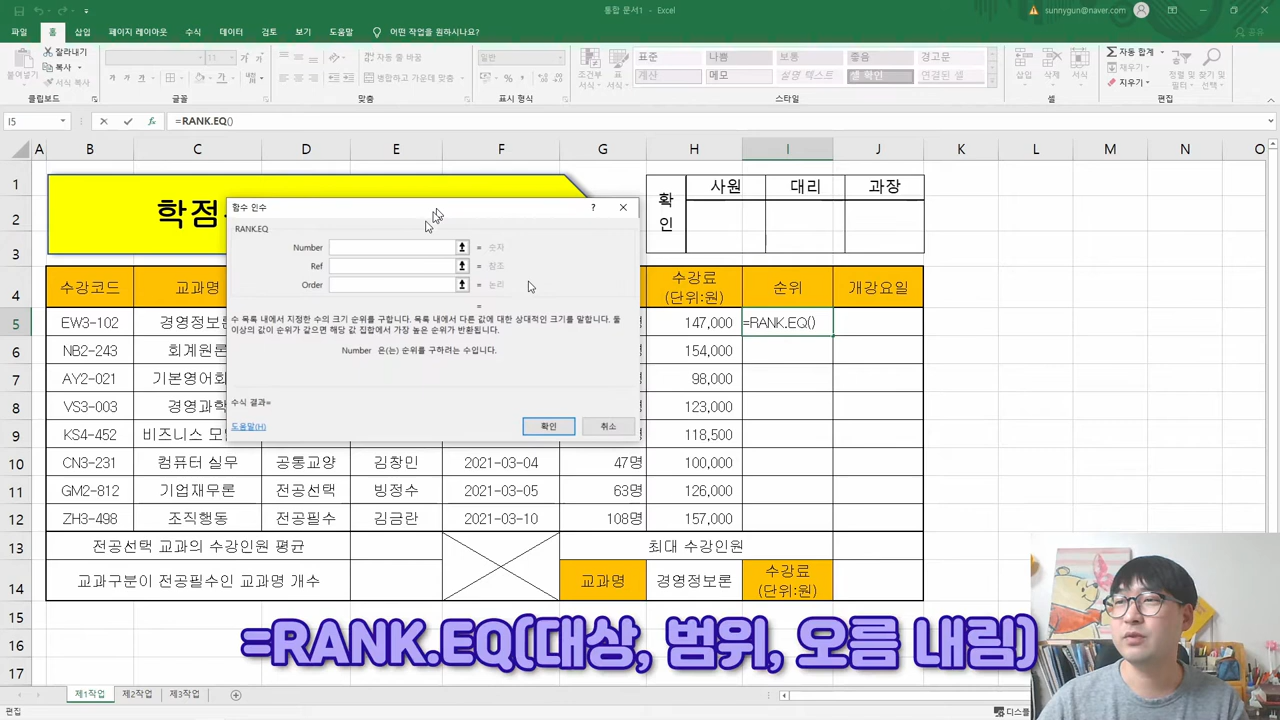 통합 문서1 - Excel
sunnygun@naver.com
파일 홈 삽입 페이지 레이아웃 수식 데이터 검토 보기 도움말 어떤 작업을 원하시나요? 공유
붙여넣기
잘라내기
복사
서식 복사
클립보드
11
가 가
글꼴
줄 바꿈
병합하고 가운데 맞춤
맞춤
일반
표시 형식
조건부 서식
표 서식
표준 나쁨 보통 좋음 경고문
계산 메모 설명 텍스트 셀 확인 연결된 셀
스타일
삽입 삭제 서식
셀
자동 합계
채우기
지우기
정렬 및 필터
찾기 및 선택
편집
I5
=RANK.EQ()
A B C D E F G H I J K L M N O
1 2 3 4 5 6 7 8 9 10 11 12 13 14 15 16 17
학점
확인 사원 대리 과장
수강코드 교과명 수강료(단위:원) 순위 개강요일
EW3-102 경영정보론 147,000 =RANK.EQ()
NB2-243 회계원론 154,000
AY2-021 기본영어회 98,000
VS3-003 경영과학 123,000
KS4-452 비즈니스 모 118,500
CN3-231 컴퓨터 실무 공통교양 김창민 2021-03-04 47명 100,000
GM2-812 기업재무론 전공선택 빙정수 2021-03-05 63명 126,000
ZH3-498 조직행동 전공필수 김금란 2021-03-10 108명 157,000
전공선택 교과의 수강인원 평균 최대 수강인원
교과구분이 전공필수인 교과명 개수 교과명 경영정보론 수강료(단위:원)
함수 인수 ?
RANK.EQ
Number = 숫자
Ref = 참조
Order = 논리
=
수 목록 내에서 지정한 수의 크기 순위를 구합니다. 목록 내에서 다른 값에 대한 상대적인 크기를 말합니다. 둘
이상의 값이 순위가 같으면 해당 값 집합에서 가장 높은 순위가 반환됩니다.
Number 은(는) 순위를 구하려는 수입니다.
수식 결과=
도움말(H) 확인 취소
=RANK.EQ(대상, 범위, 오름 내림)
제1작업 제2작업 제3작업
편집
디스플